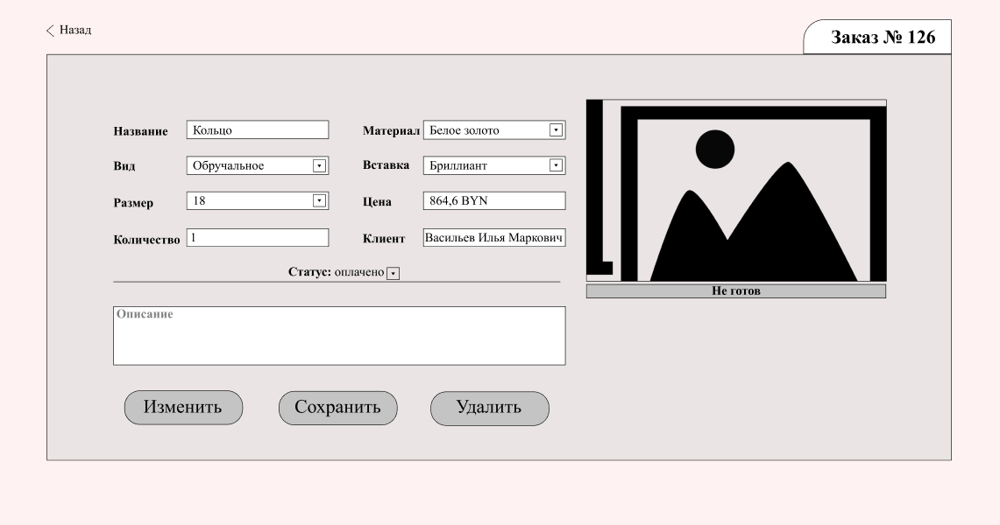 Назад
Заказ № 126
Название Кольцо
Материал Белое золото
Вид Обручальное
Вставка Бриллиант
Размер 18
Цена 864,6 BYN
Количество 1
Клиент Васильев Илья Маркович
Статус: оплачено
Не готов
Описание
Изменить
Сохранить
Удалить